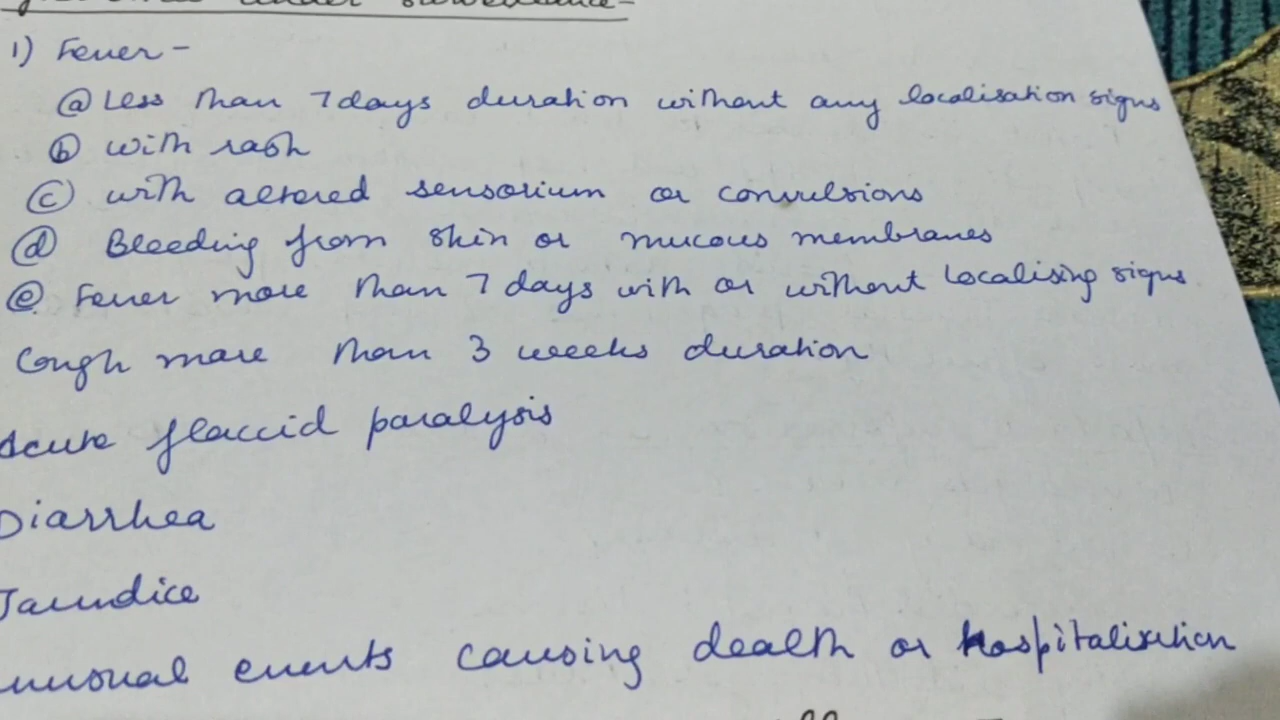 under surveillance-
1) Fever -
ⓐ Less than 7 days duration without any localisation signs
ⓑ with rash
ⓒ with altered sensorium or convulsions
ⓓ Bleeding from skin or mucous membranes
ⓔ Fever more than 7 days with or without localising signs
Cough more than 3 weeks duration
Acute flaccid paralysis
Diarrhea
Jaundice
unusual events causing death or hospitalisation